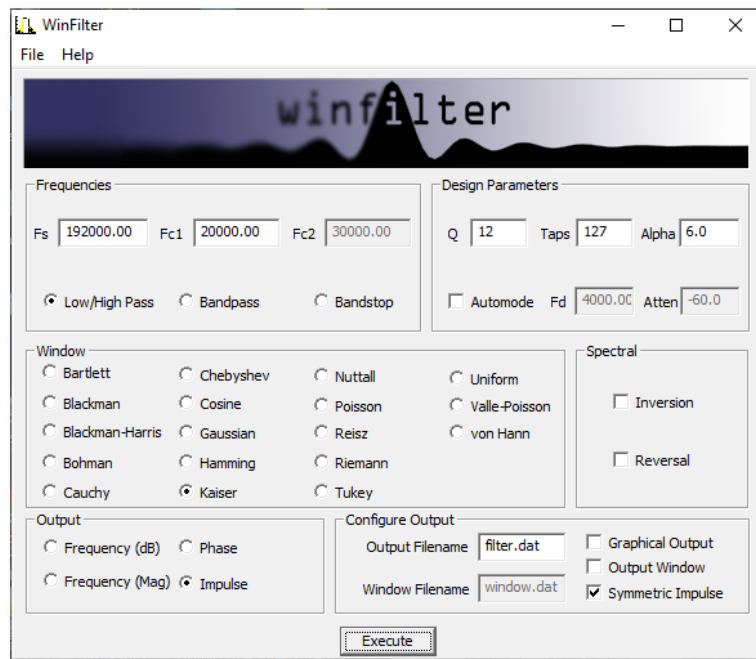 WinFilter
File Help
winfilter
Frequencies
Fs 192000.00 Fc1 20000.00 Fc2 30000.00
Low/High Pass Bandpass Bandstop
Design Parameters
Q 12 Taps 127 Alpha 6.0
Automode Fd 4000.00 Atten -60.0
Window
Bartlett Chebyshev Nuttall Uniform
Blackman Cosine Poisson Valle-Poisson
Blackman-Harris Gaussian Reisz von Hann
Bohman Hamming Riemann
Cauchy Kaiser Tukey
Spectral
Inversion
Reversal
Output
Frequency (dB) Phase
Frequency (Mag) Impulse
Configure Output
Output Filename filter.dat Graphical Output
Output Window
Window Filename window.dat Symmetric Impulse
Execute